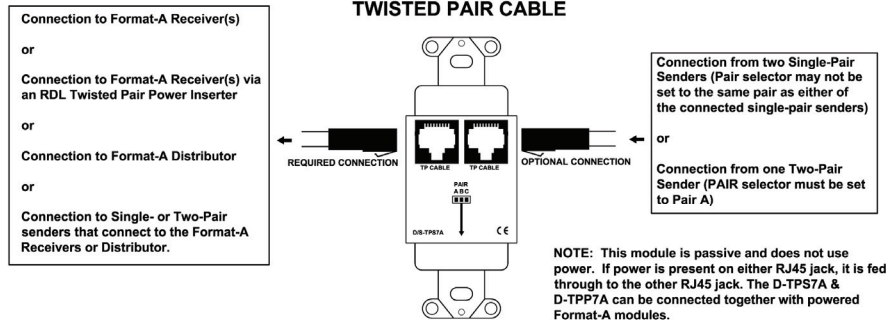 TWISTED PAIR CABLE
Connection to Format-A Receiver(s)
or
Connection to Format-A Receiver(s) via
an RDL Twisted Pair Power Inserter
or
Connection to Format-A Distributor
or
Connection to Single- or Two-Pair
senders that connect to the Format-A
Receivers or Distributor.
REQUIRED CONNECTION
TP CABLE
TP CABLE
PAIR
A B C
D/S-TPS7A
CE
OPTIONAL CONNECTION
Connection from two Single-Pair
Senders (Pair selector may not be
set to the same pair as either of
the connected single-pair senders)
or
Connection from one Two-Pair
Sender (PAIR selector must be set
to Pair A)
NOTE: This module is passive and does not use
power. If power is present on either RJ45 jack, it is fed
through to the other RJ45 jack. The D-TPS7A &
D-TPP7A can be connected together with powered
Format-A modules.